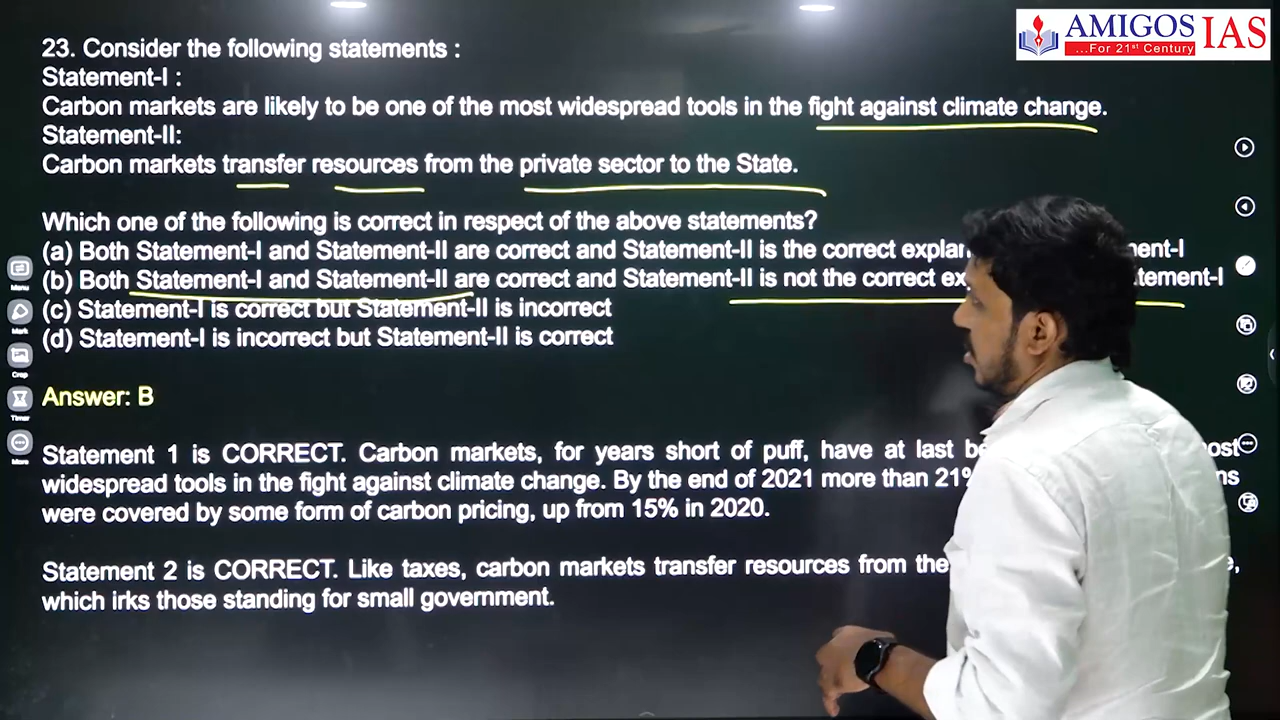 AMIGOS IAS
...For 21st Century
23. Consider the following statements :
Statement-I :
Carbon markets are likely to be one of the most widespread tools in the fight against climate change.
Statement-II:
Carbon markets transfer resources from the private sector to the State.
Which one of the following is correct in respect of the above statements?
(a) Both Statement-I and Statement-II are correct and Statement-II is the correct
(b) Both Statement-I and Statement-II are correct and Statement-II is not the correct
(c) Statement-I is correct but Statement-II is incorrect
(d) Statement-I is incorrect but Statement-II is correct
Answer: B
Statement 1 is CORRECT. Carbon markets, for years short of puff, have at last
widespread tools in the fight against climate change. By the end of 2021 more than 21%
were covered by some form of carbon pricing, up from 15% in 2020.
Statement 2 is CORRECT. Like taxes, carbon markets transfer resources from the
which irks those standing for small government.
Menu
Mark
Crop
Timer
More